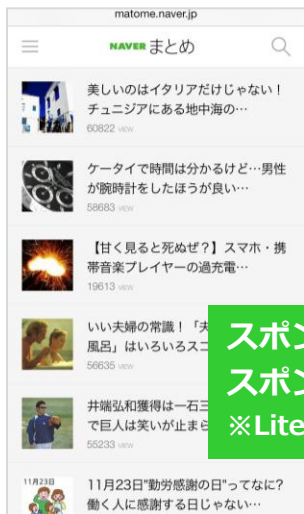 matome.naver.jp
NAVER まとめ
美しいのはイタリアだけじゃない！
チュニジアにある地中海の…
60822 VIEW
ケータイで時間は分かるけど…男性
が腕時計をしたほうが良い…
58683 VIEW
【甘く見ると死ぬぜ？】スマホ・携
帯音楽プレイヤーの過充電…
19613 VIEW
いい夫婦の常識！「夫
風呂」はいろいろスコ
56635 VIEW
井端弘和獲得は一石三
で巨人は笑いが止まら
55233 VIEW
スポン
スポン
※Lite
11月23日
11月23日"勤労感謝の日"ってなに?
働く人に感謝する日じゃない…